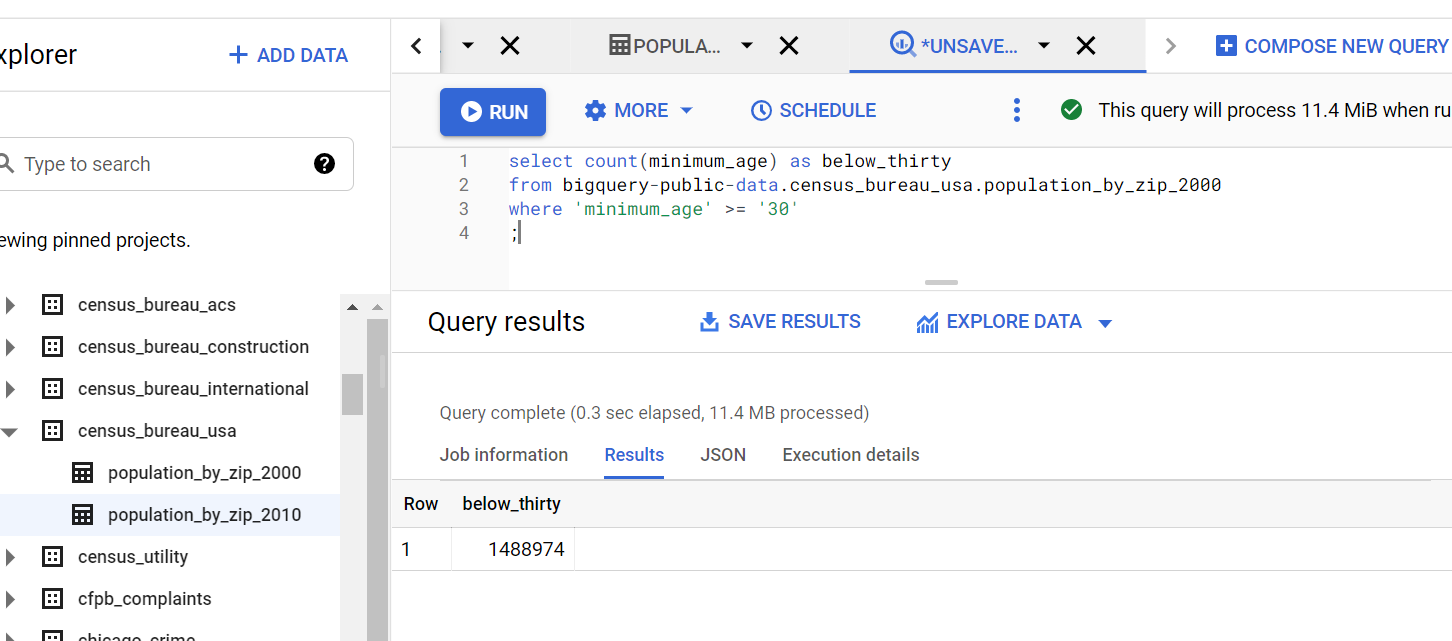 xplorer
ADD DATA
Type to search
ewing pinned projects.
census_bureau_acs
census_bureau_construction
census_bureau_international
census_bureau_usa
population_by_zip_2000
population_by_zip_2010
census_utility
cfpb_complaints
chicago_crime
POPULA...
*UNSAVE...
COMPOSE NEW QUERY
RUN
MORE
SCHEDULE
This query will process 11.4 MiB when ru
1 select count(minimum_age) as below_thirty
2 from bigquery-public-data.census_bureau_usa.population_by_zip_2000
3 where 'minimum_age' >= '30'
4 ;
Query results
SAVE RESULTS
EXPLORE DATA
Query complete (0.3 sec elapsed, 11.4 MB processed)
Job information Results JSON Execution details
Row below_thirty
1 1488974